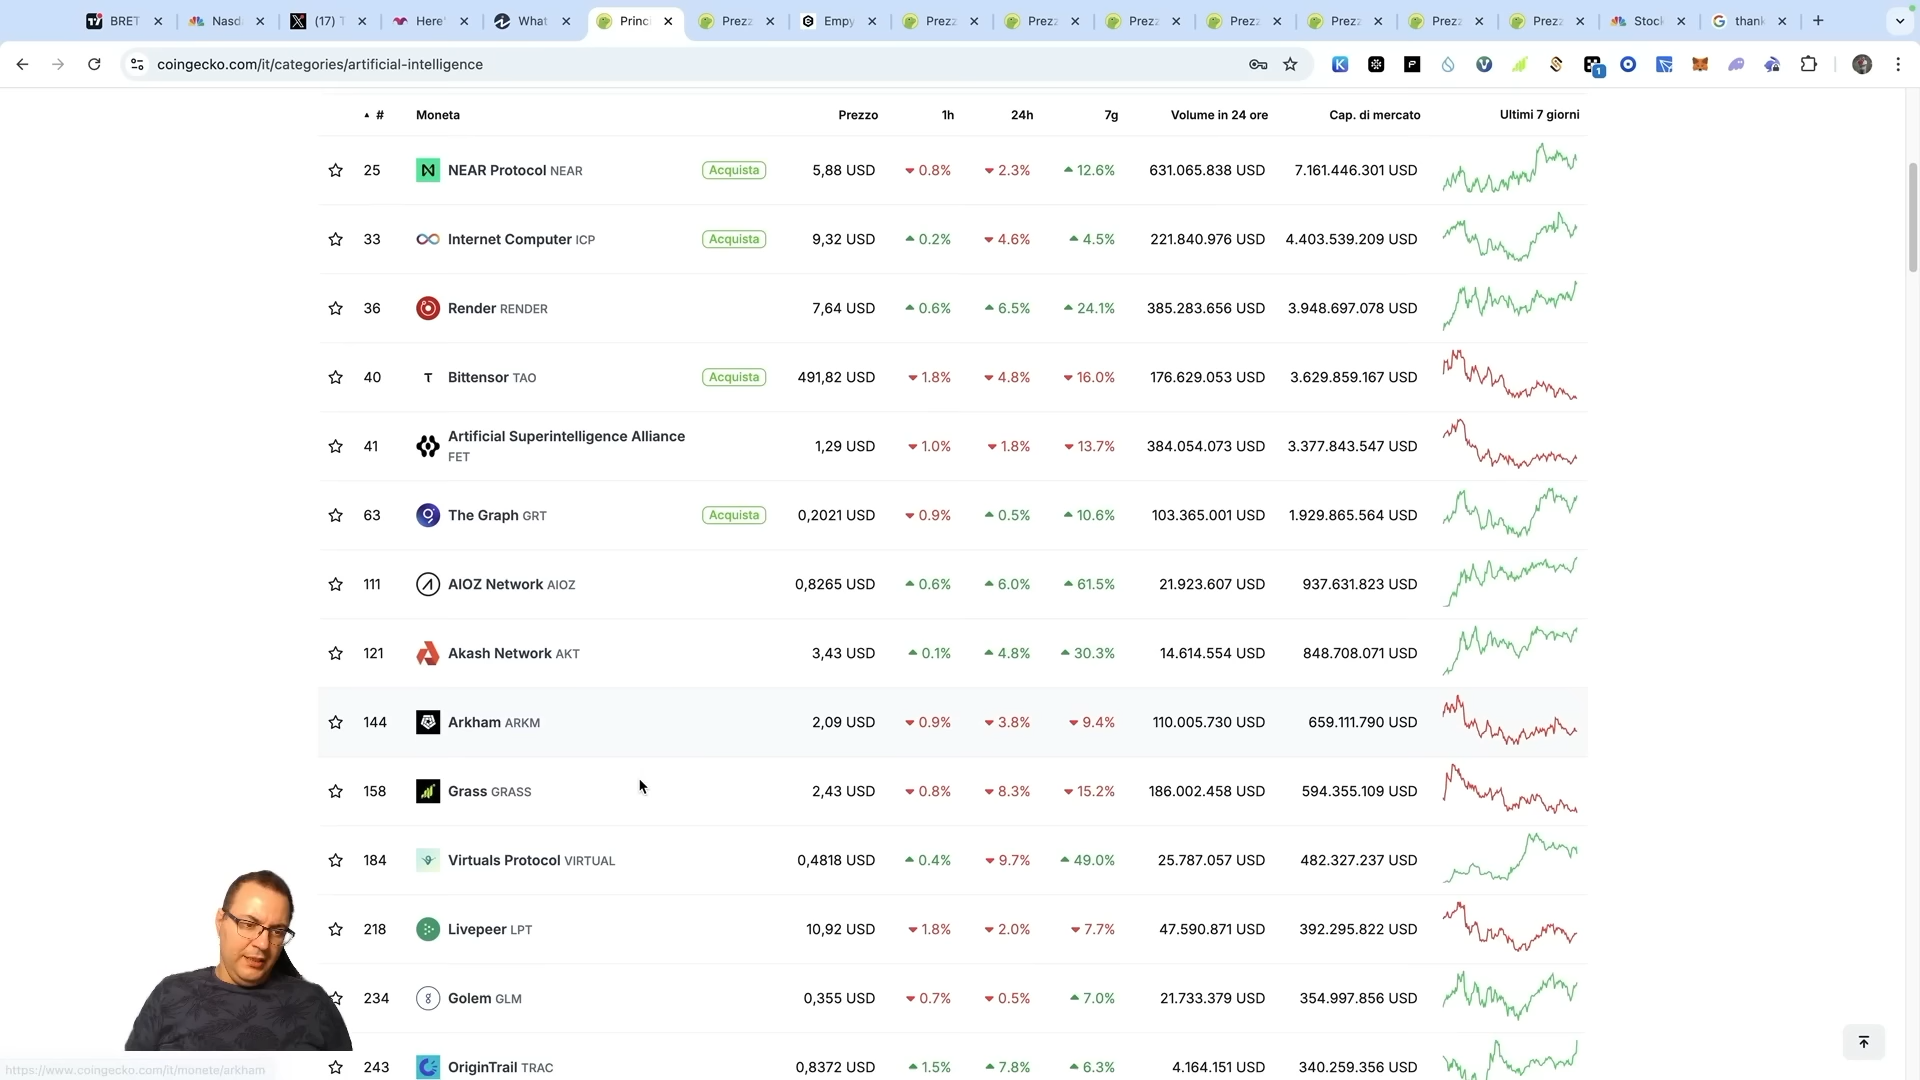 BRET
Nasd
(17) T
Here'
What
Princi
Prezz
Empy
Prezz
Prezz
Prezz
Prezz
Prezz
Prezz
Prezz
Stock
thank
coingecko.com/it/categories/artificial-intelligence
1
# Moneta Prezzo 1h 24h 7g Volume in 24 ore Cap. di mercato Ultimi 7 giorni
25 NEAR Protocol NEAR Acquista 5,88 USD 0.8% 2.3% 12.6% 631.065.838 USD 7.161.446.301 USD
33 Internet Computer ICP Acquista 9,32 USD 0.2% 4.6% 4.5% 221.840.976 USD 4.403.539.209 USD
36 Render RENDER 7,64 USD 0.6% 6.5% 24.1% 385.283.656 USD 3.948.697.078 USD
40 T Bittensor TAO Acquista 491,82 USD 1.8% 4.8% 16.0% 176.629.053 USD 3.629.859.167 USD
41 Artificial Superintelligence Alliance
FET 1,29 USD 1.0% 1.8% 13.7% 384.054.073 USD 3.377.843.547 USD
63 The Graph GRT Acquista 0,2021 USD 0.9% 0.5% 10.6% 103.365.001 USD 1.929.865.564 USD
111 AIOZ Network AIOZ 0,8265 USD 0.6% 6.0% 61.5% 21.923.607 USD 937.631.823 USD
121 Akash Network AKT 3,43 USD 0.1% 4.8% 30.3% 14.614.554 USD 848.708.071 USD
144 Arkham ARKM 2,09 USD 0.9% 3.8% 9.4% 110.005.730 USD 659.111.790 USD
158 Grass GRASS 2,43 USD 0.8% 8.3% 15.2% 186.002.458 USD 594.355.109 USD
184 Virtuals Protocol VIRTUAL 0,4818 USD 0.4% 9.7% 49.0% 25.787.057 USD 482.327.237 USD
218 Livepeer LPT 10,92 USD 1.8% 2.0% 7.7% 47.590.871 USD 392.295.822 USD
234 Golem GLM 0,355 USD 0.7% 0.5% 7.0% 21.733.379 USD 354.997.856 USD
243 OriginTrail TRAC 0,8372 USD 1.5% 7.8% 6.3% 4.164.151 USD 340.259.356 USD
https://www.coingecko.com/it/monete/arkham